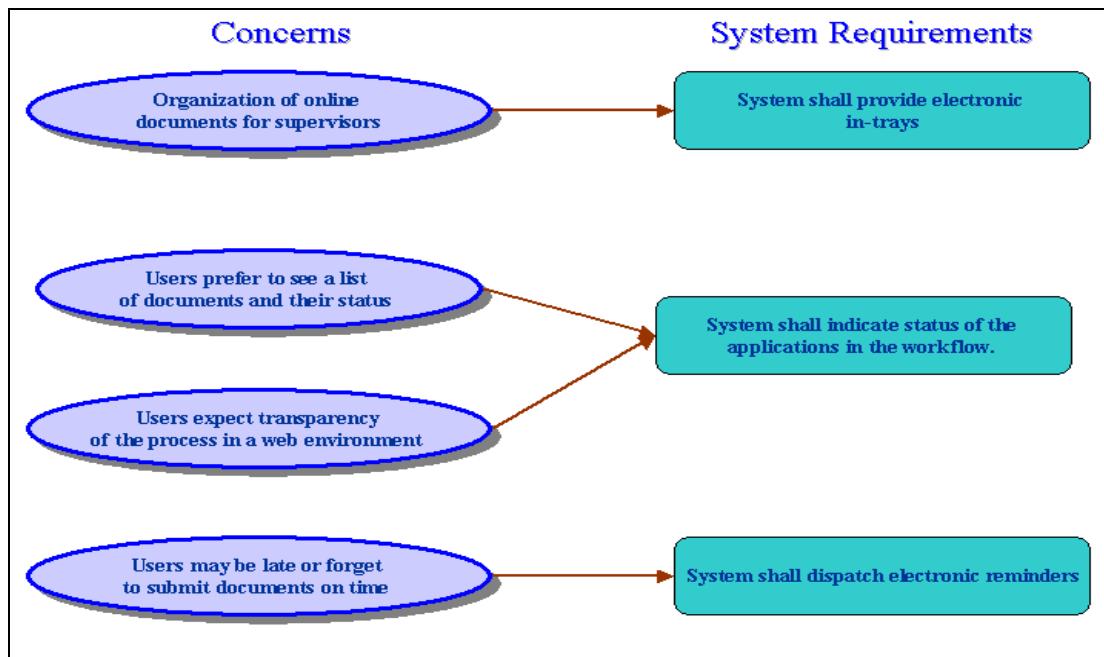 Concerns
System Requirements
Organization of online
documents for supervisors
System shall provide electronic
in-trays
Users prefer to see a list
of documents and their status
System shall indicate status of the
applications in the workflow.
Users expect transparency
of the process in a web environment
Users may be late or forget
to submit documents on time
System shall dispatch electronic reminders